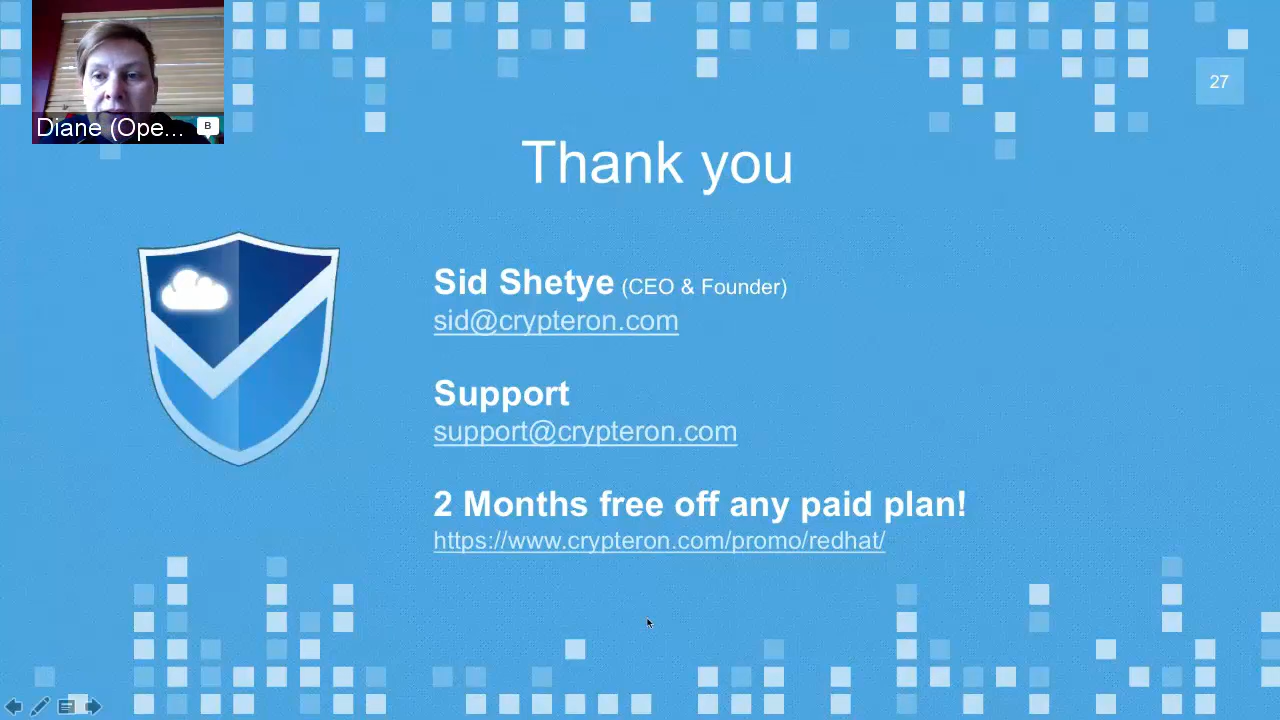 27
Diane (Ope...
B
Thank you
Sid Shetye (CEO & Founder)
sid@crypteron.com
Support
support@crypteron.com
2 Months free off any paid plan!
https://www.crypteron.com/promo/redhat/